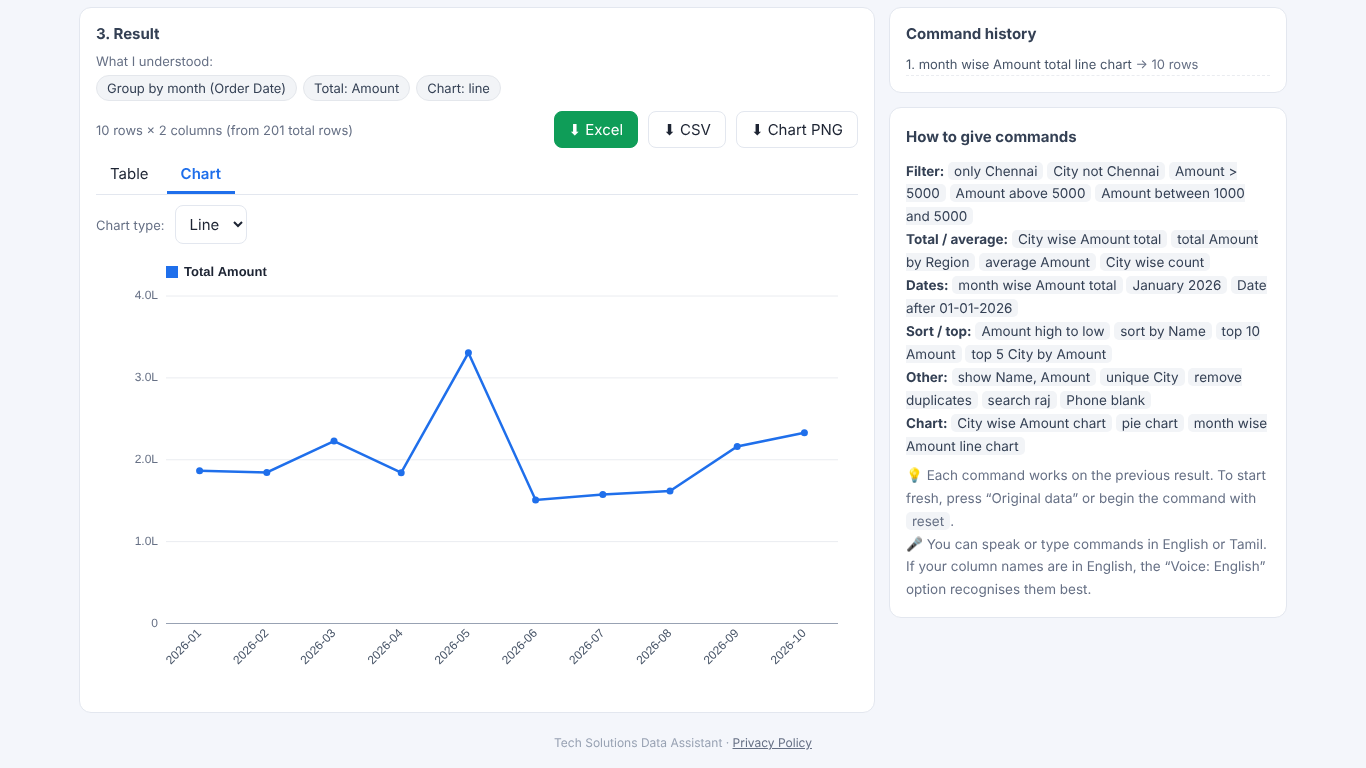 3. Result
What I understood:
Group by month (Order Date) Total: Amount Chart: line
10 rows × 2 columns (from 201 total rows)
⬇ Excel ⬇ CSV ⬇ Chart PNG
Table Chart
Chart type: Line
Total Amount
4.0L
3.0L
2.0L
1.0L
0
2026-01 2026-02 2026-03 2026-04 2026-05 2026-06 2026-07 2026-08 2026-09 2026-10
Command history
1. month wise Amount total line chart → 10 rows
How to give commands
Filter: only Chennai City not Chennai Amount >
5000 Amount above 5000 Amount between 1000
and 5000
Total / average: City wise Amount total total Amount
by Region average Amount City wise count
Dates: month wise Amount total January 2026 Date
after 01-01-2026
Sort / top: Amount high to low sort by Name top 10
Amount top 5 City by Amount
Other: show Name, Amount unique City remove
duplicates search raj Phone blank
Chart: City wise Amount chart pie chart month wise
Amount line chart
💡 Each command works on the previous result. To start
fresh, press “Original data” or begin the command with
reset .
🎤 You can speak or type commands in English or Tamil.
If your column names are in English, the “Voice: English”
option recognises them best.
Tech Solutions Data Assistant · Privacy Policy